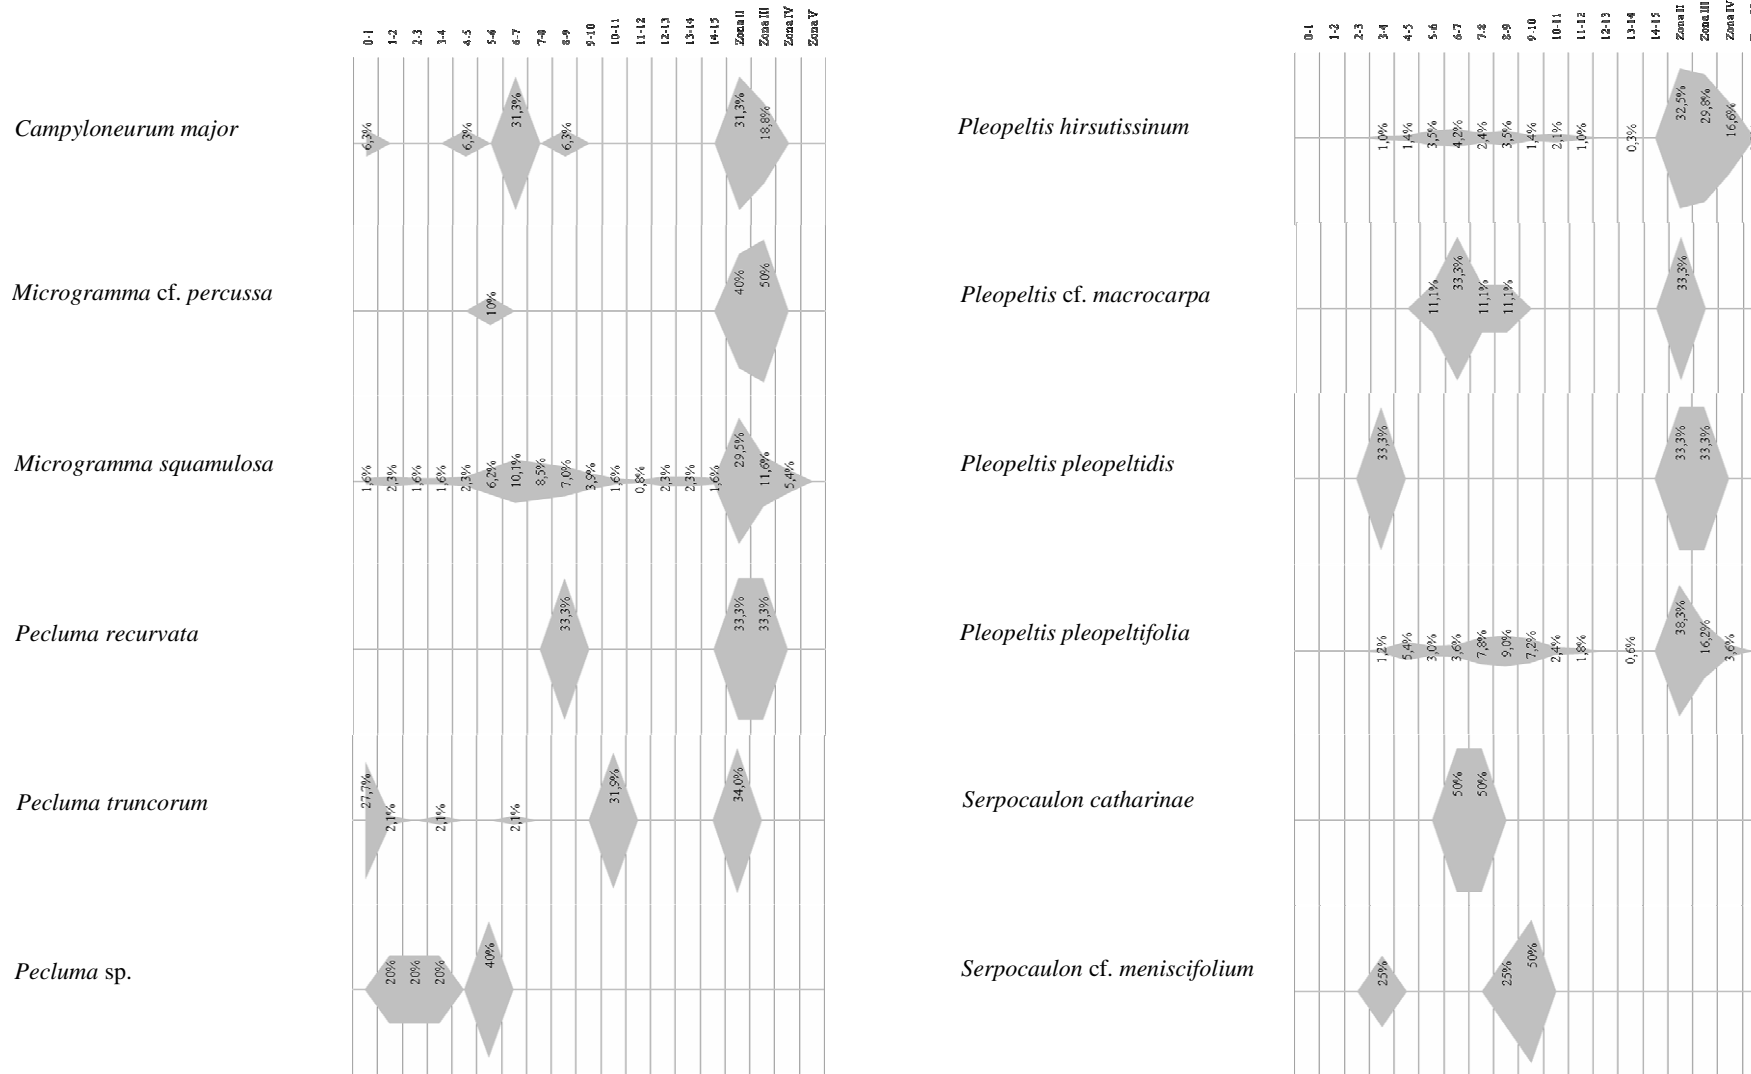 0-1 1-2 2-3 3-4 4-5 5-6 6-7 7-8 8-9 9-10 10-11 11-12 12-13 13-14 14-15 Zona II Zona III Zona IV Zona V
Campyloneurum major
6,3% 6,3% 31,3% 6,3% 31,3% 18,8%
Microgramma cf. percussa
10% 40% 50%
Microgramma squamulosa
1,6% 2,3% 1,6% 1,6% 2,3% 6,2% 10,1% 8,5% 7,0% 3,9% 1,6% 0,8% 2,3% 2,3% 1,6% 29,5% 11,6% 5,4%
Pecluma recurvata
33,3% 33,3% 33,3%
Pecluma truncorum
27,7% 2,1% 2,1% 2,1% 31,9% 34,0%
Pecluma sp.
20% 20% 20% 40%
0-1 1-2 2-3 3-4 4-5 5-6 6-7 7-8 8-9 9-10 10-11 11-12 12-13 13-14 14-15 Zona II Zona III Zona IV
Pleopeltis hirsutissinum
1,0% 1,4% 3,5% 4,2% 2,4% 3,5% 1,4% 2,1% 1,0% 0,3% 32,5% 29,8% 16,6%
Pleopeltis cf. macrocarpa
11,1% 33,3% 11,1% 11,1% 33,3%
Pleopeltis pleopeltidis
33,3% 33,3% 33,3%
Pleopeltis pleopeltifolia
1,2% 5,4% 3,0% 3,6% 7,8% 9,0% 7,2% 2,4% 1,8% 0,6% 38,3% 16,2% 3,6%
Serpocaulon catharinae
50% 50%
Serpocaulon cf. meniscifolium
25% 25% 50%